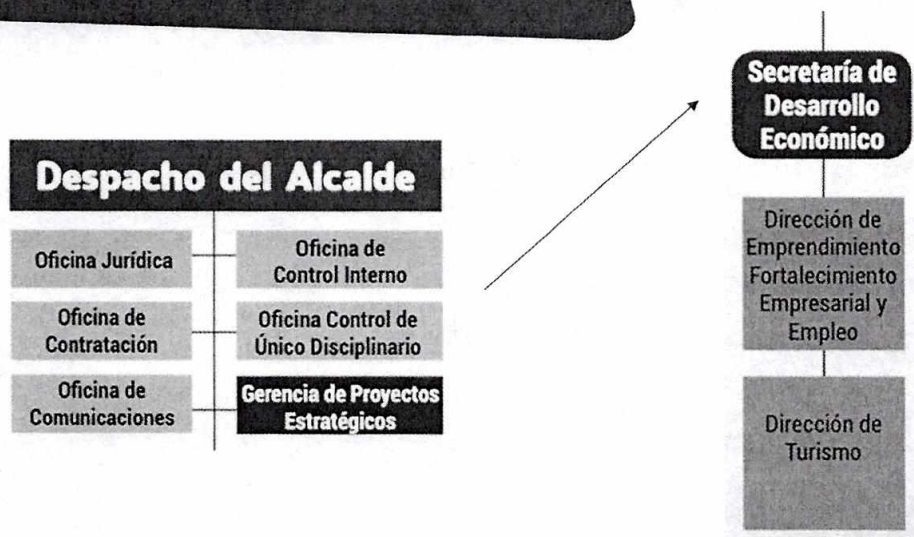 Despacho del Alcalde
Oficina Jurídica
Oficina de
Control Interno
Oficina de
Contratación
Oficina Control de
Único Disciplinario
Oficina de
Comunicaciones
Gerencia de Proyectos
Estratégicos
Secretaría de
Desarrollo
Económico
Dirección de
Emprendimiento
Fortalecimiento
Empresarial y
Empleo
Dirección de
Turismo